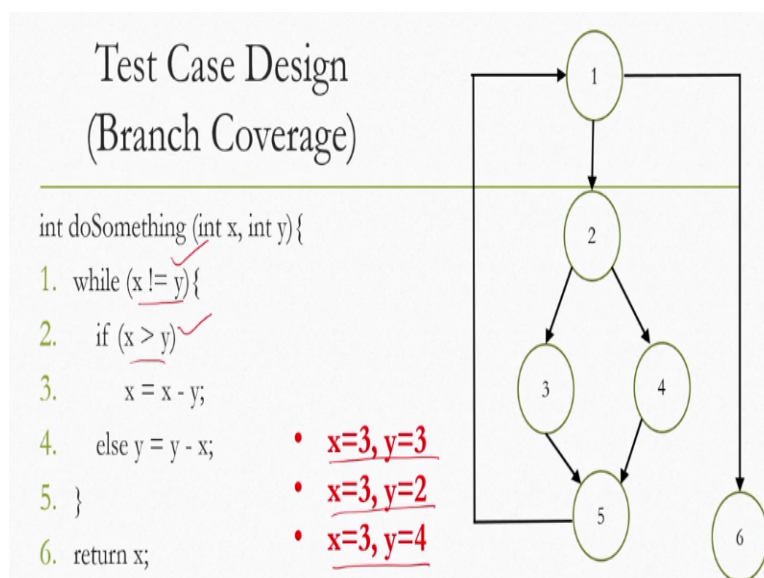 Test Case Design
(Branch Coverage)
int doSomething (int x, int y){
1. while (x != y){
2. if (x > y)
3. x = x - y;
4. else y = y - x;
5. }
6. return x;
• x=3, y=3
• x=3, y=2
• x=3, y=4
1
2
3
4
5
6